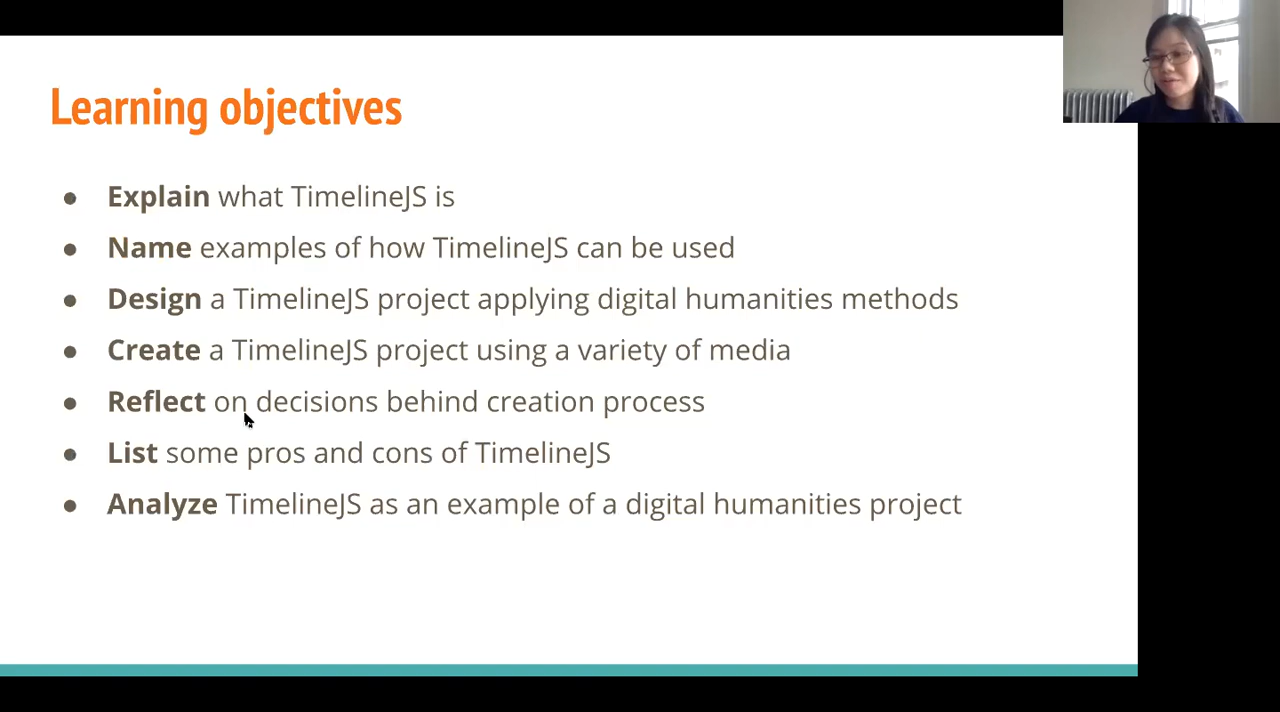 Learning objectives
● Explain what TimelineJS is
● Name examples of how TimelineJS can be used
● Design a TimelineJS project applying digital humanities methods
● Create a TimelineJS project using a variety of media
● Reflect on decisions behind creation process
● List some pros and cons of TimelineJS
● Analyze TimelineJS as an example of a digital humanities project